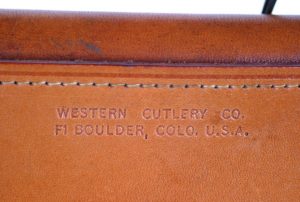 WESTERN CUTLERY CO.
F1 BOULDER, COLO. U.S.A.